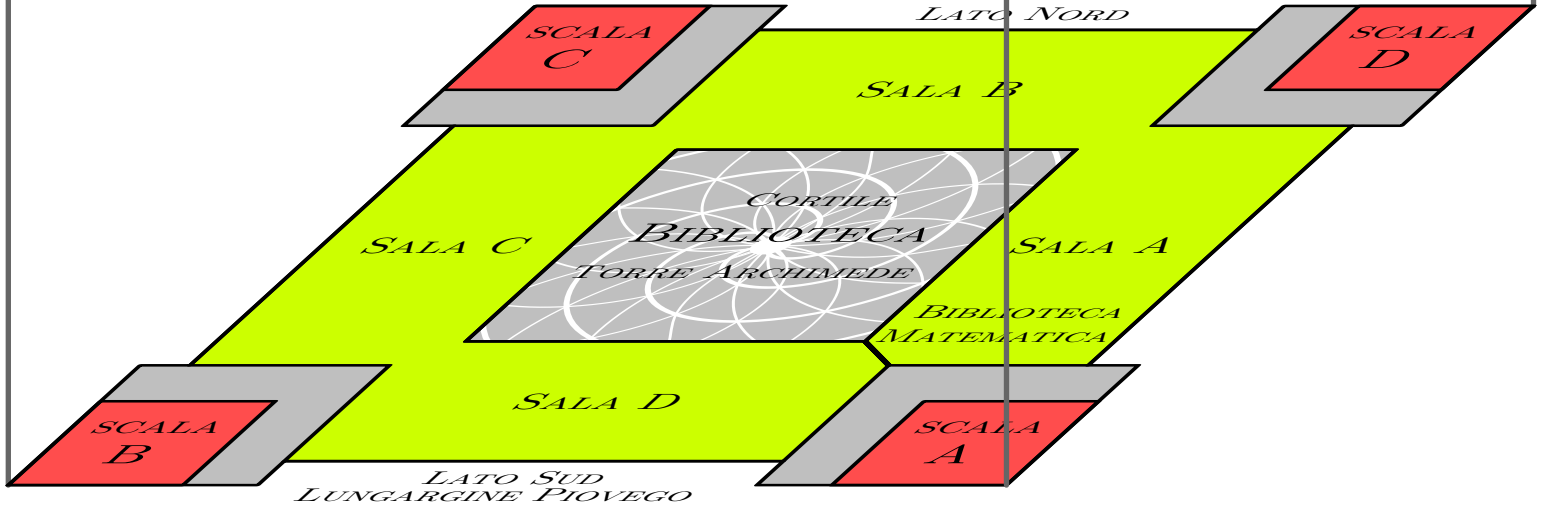 Lato Nord
scala
C
scala
D
Sala B
Cortile
Biblioteca
Torre Archimede
Sala C
Sala A
Biblioteca
Matematica
Sala D
scala
B
scala
A
Lato Sud
Lungargine Piovego